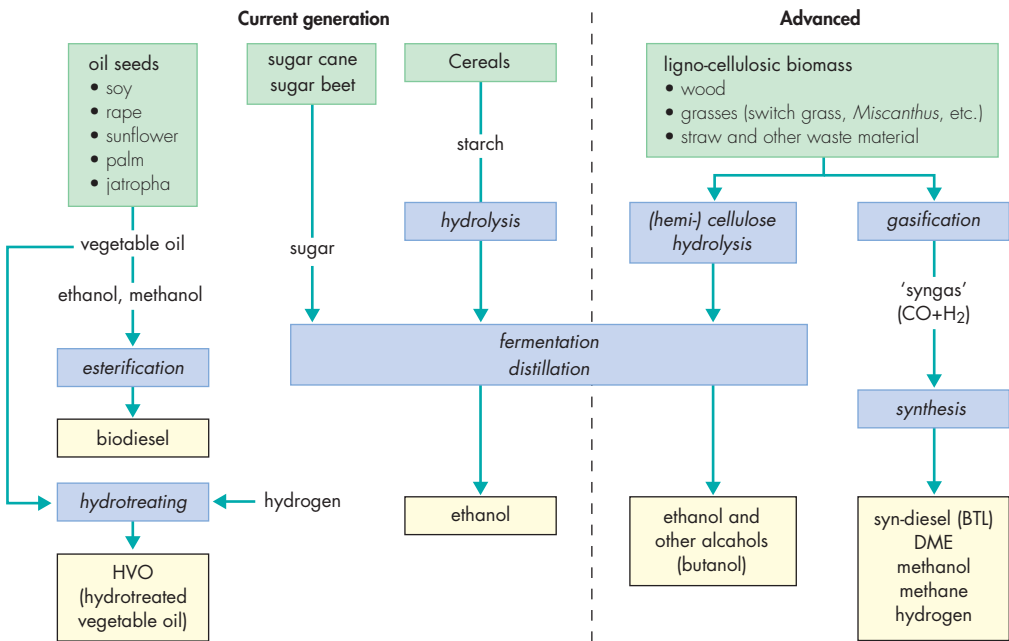 Current generation
Advanced
oil seeds
• soy
• rape
• sunflower
• palm
• jatropha
sugar cane
sugar beet
Cereals
ligno-cellulosic biomass
• wood
• grasses (switch grass, Miscanthus, etc.)
• straw and other waste material
starch
vegetable oil
sugar
hydrolysis
(hemi-) cellulose
hydrolysis
gasification
ethanol, methanol
'syngas'
(CO+H2)
esterification
fermentation
distillation
biodiesel
synthesis
hydrotreating
hydrogen
HVO
(hydrotreated
vegetable oil)
ethanol
ethanol and
other alcahols
(butanol)
syn-diesel (BTL)
DME
methanol
methane
hydrogen